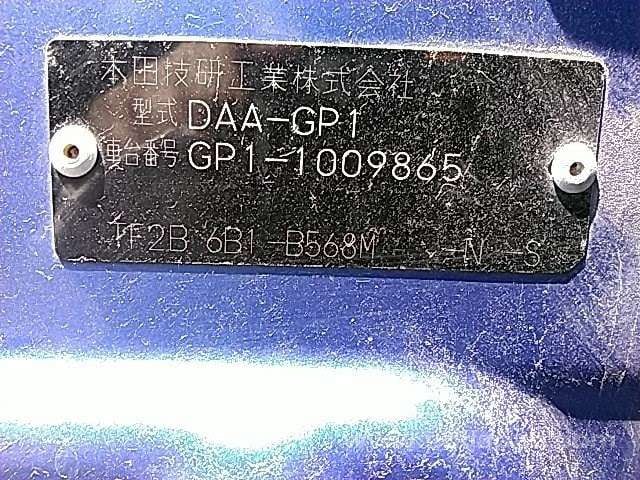 本田技研工業株式会社
型式 DAA-GP1
車台番号 GP1-1009865
TF2B 6B1-B568M - -N -S